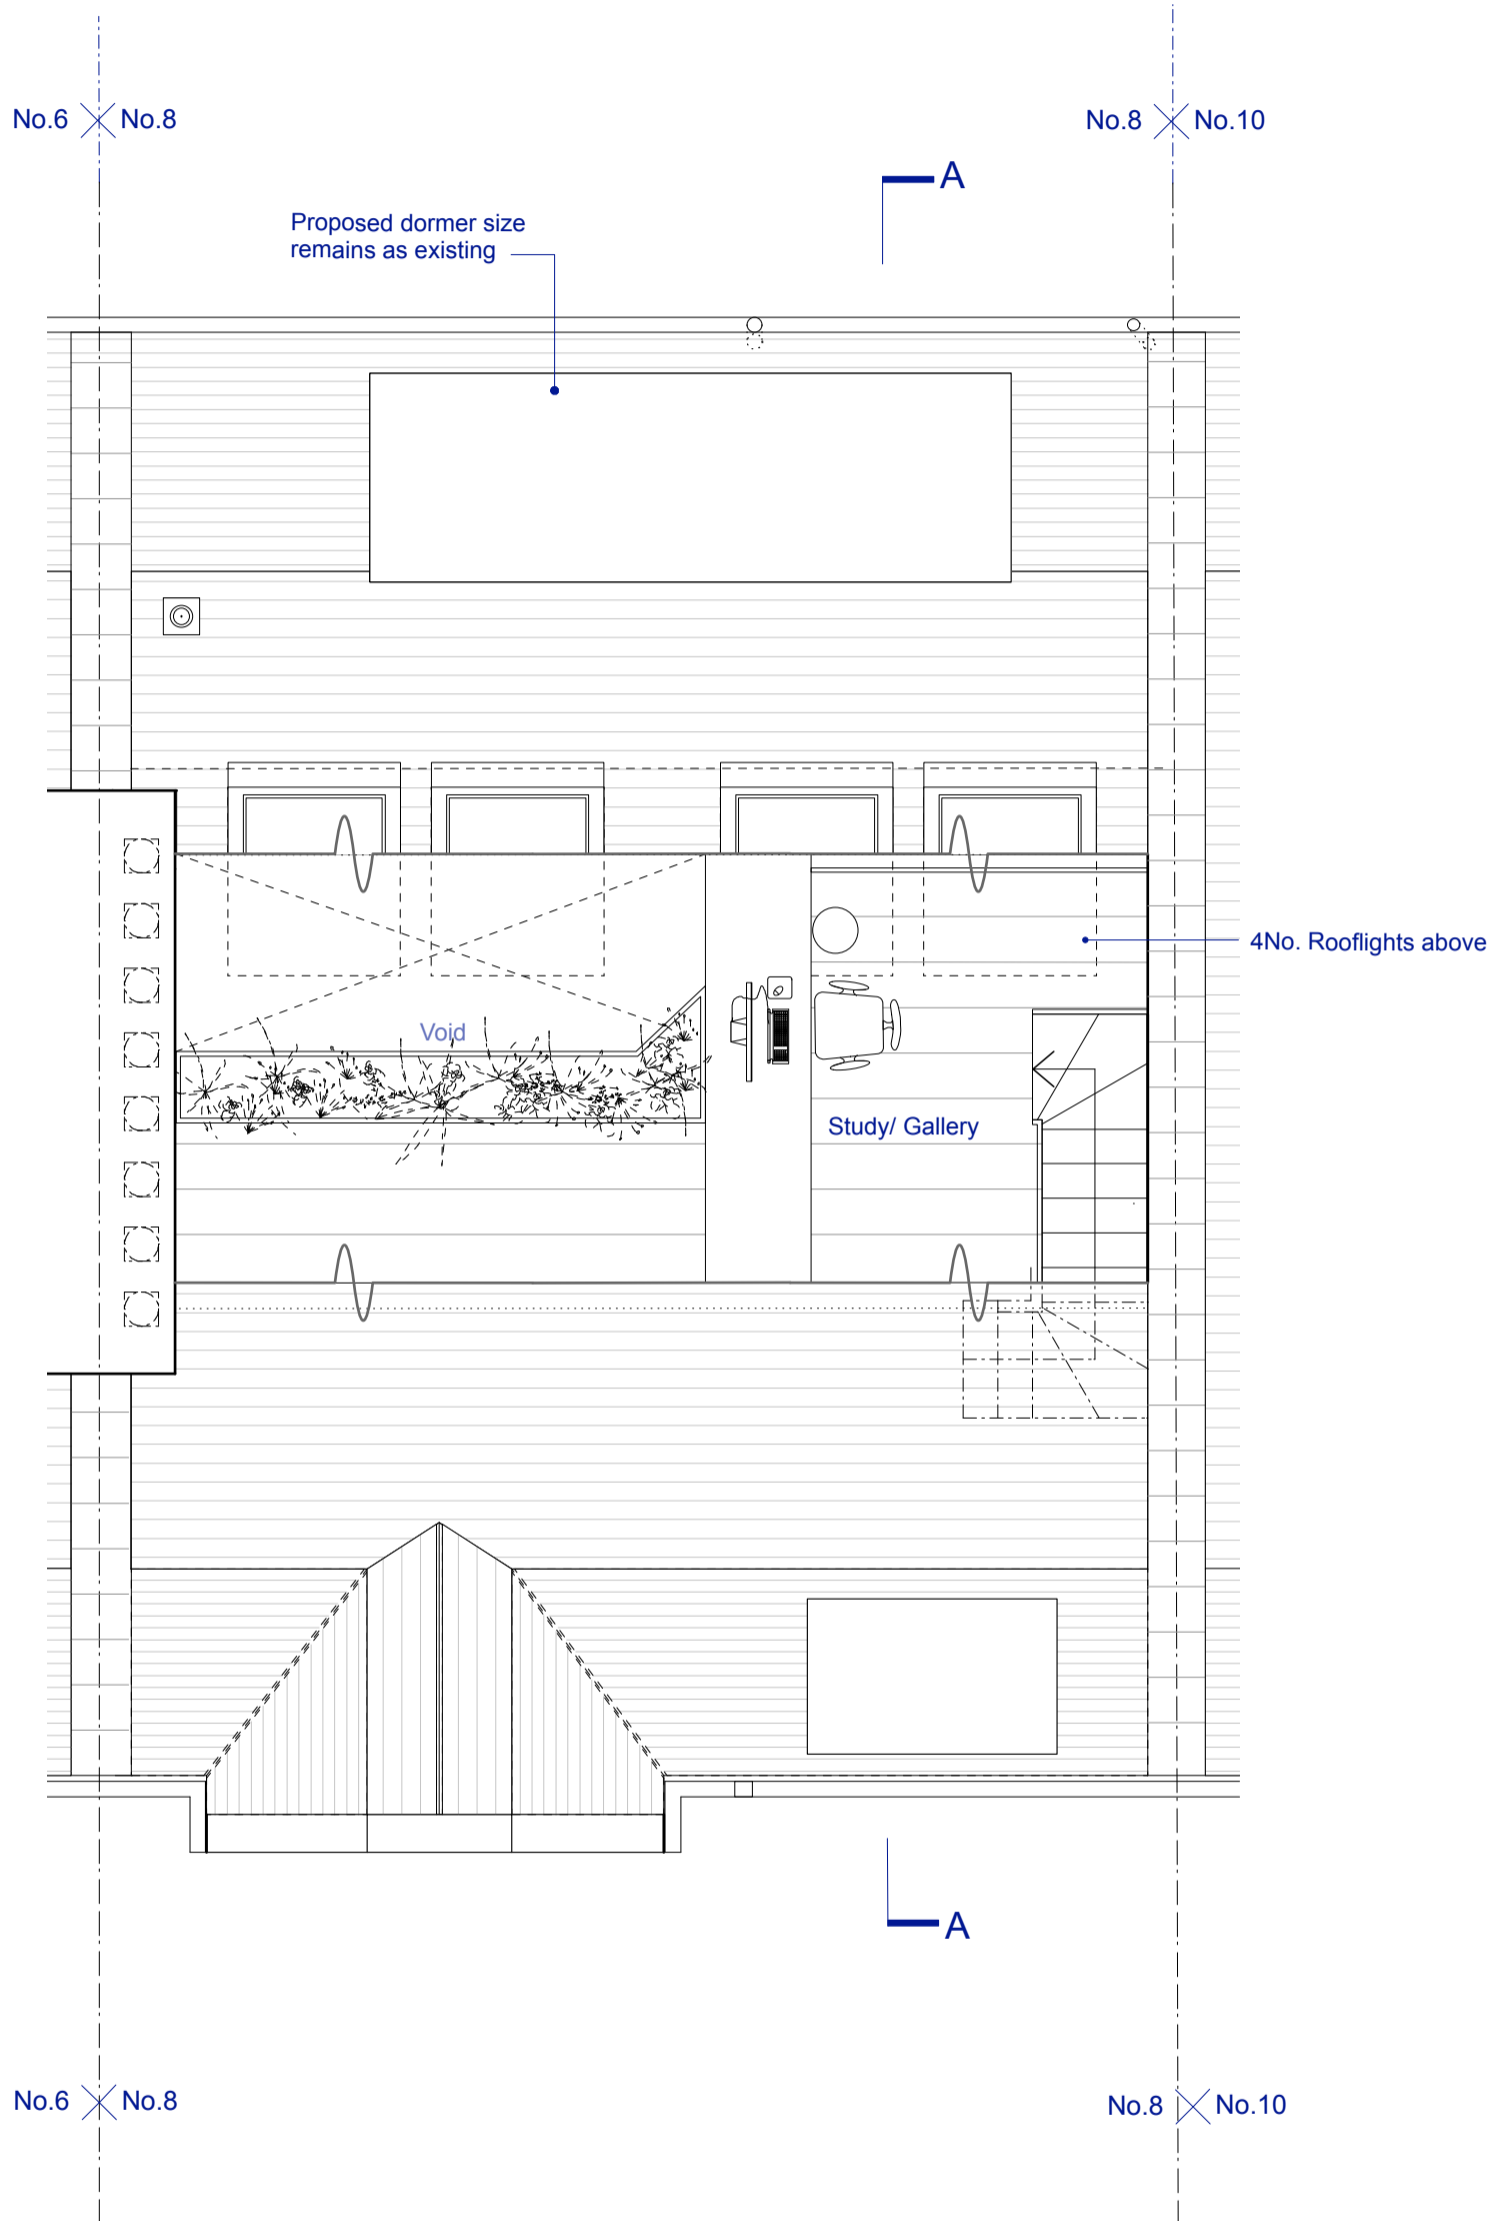 No.6 No.8
No.8 No.10
A
Proposed dormer size
remains as existing
4No. Rooflights above
Void
Study/ Gallery
A
No.6 No.8
No.8 No.10